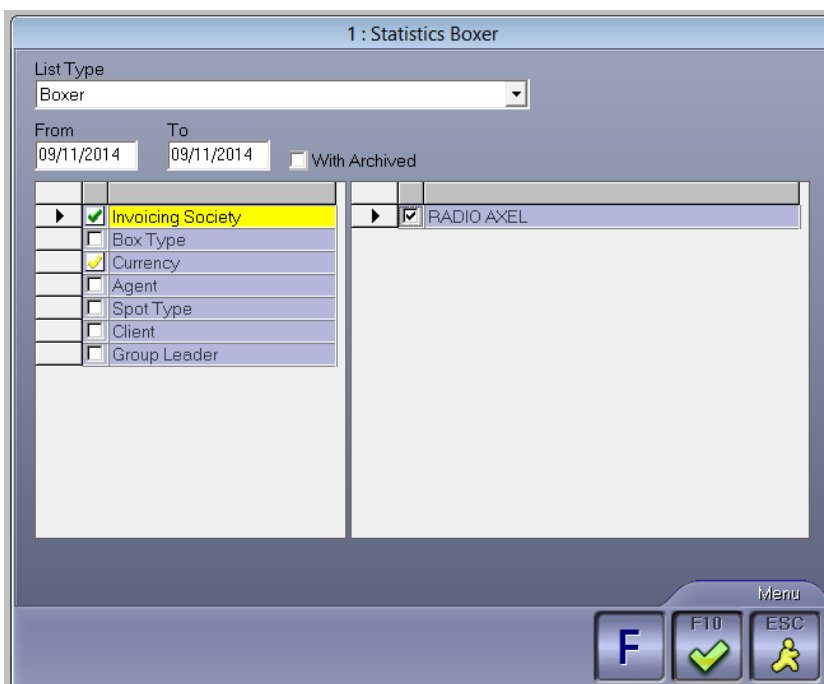 1 : Statistics Boxer
List Type
Boxer
From To
09/11/2014 09/11/2014 With Archived
Invoicing Society RADIO AXEL
Box Type
Currency
Agent
Spot Type
Client
Group Leader
Menu
F F10 ESC